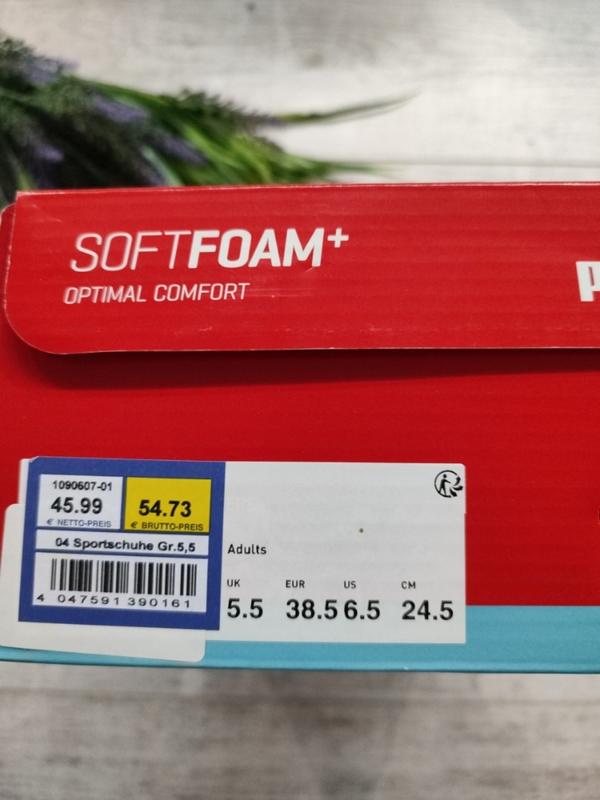 SOFTFOAM+
OPTIMAL COMFORT
P
1090607-01
45.99
€ NETTO-PREIS
54.73
€ BRUTTO-PREIS
04 Sportschuhe Gr.5,5
4 047591 390161
Adults
UK EUR US CM
5.5 38.5 6.5 24.5